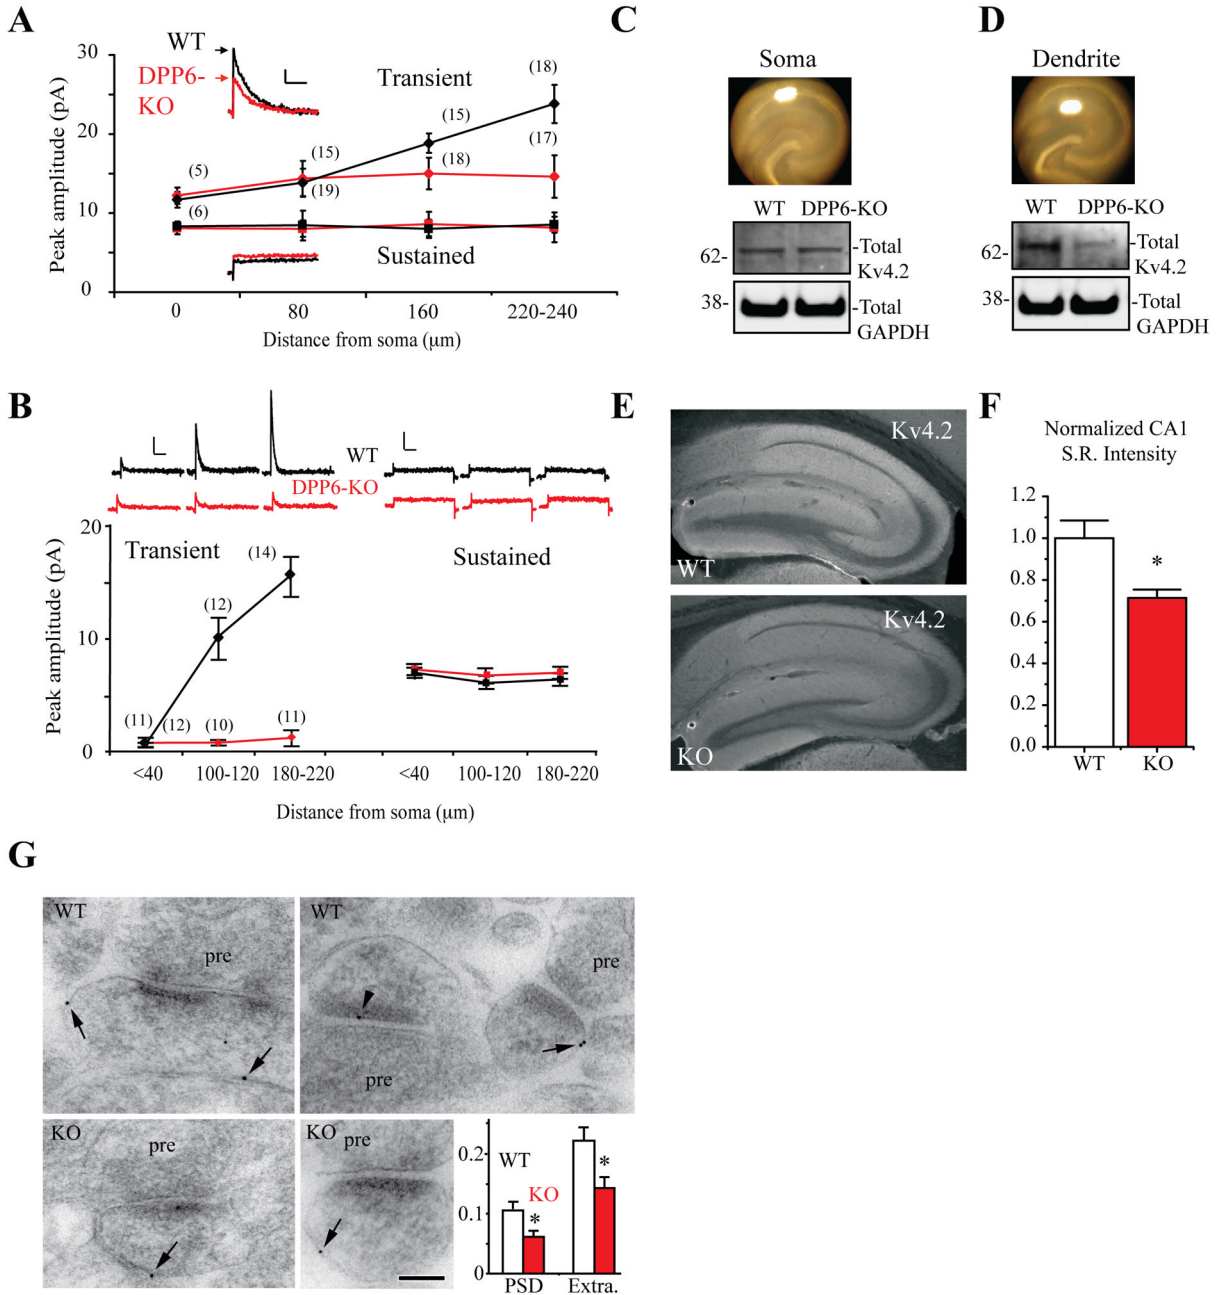 A
WT
DPP6-
KO
Transient
(5)
(6)
(15)
(19)
(15)
(18)
(18)
(17)
Sustained
Peak amplitude (pA)
30
20
10
0
0
80
160
220-240
Distance from soma (μm)
C
Soma
WT DPP6-KO
62-
-Total
Kv4.2
38-
-Total
GAPDH
D
Dendrite
WT DPP6-KO
62-
-Total
Kv4.2
38-
-Total
GAPDH
B
WT
DPP6-KO
Transient
Sustained
(14)
(12)
(11)
(12)
(10)
(11)
Peak amplitude (pA)
20
10
0
<40
100-120
180-220
<40
100-120
180-220
Distance from soma (μm)
E
Kv4.2
WT
Kv4.2
KO
F
Normalized CA1
S.R. Intensity
1.2
1.0
0.8
0.6
0.4
0.2
0.0
*
WT
KO
G
WT
pre
WT
pre
pre
KO
pre
KO
pre
0.2
0.1
0
WT
KO
*
*
PSD
Extra.